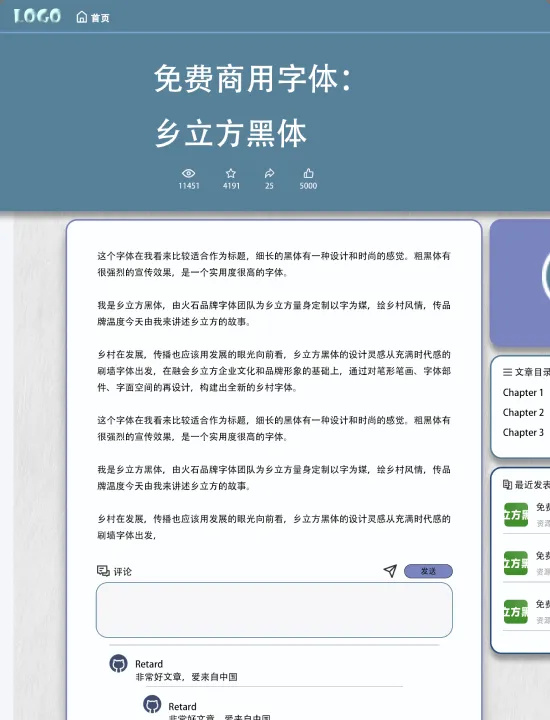 LOGO
首页
免费商用字体：
乡立方黑体
11451
4191
25
5000
这个字体在我看来比较适合作为标题，细长的黑体有一种设计和时尚的感觉。粗黑体有
很强烈的宣传效果，是一个实用度很高的字体。
我是乡立方黑体，由火石品牌字体团队为乡立方量身定制以字为媒，绘乡村风情，传品
牌温度今天由我来讲述乡立方的故事。
乡村在发展，传播也应该用发展的眼光向前看，乡立方黑体的设计灵感从充满时代感的
刷墙字体出发，在融会乡立方企业文化和品牌形象的基础上，通过对笔形笔画、字体部
件、字面空间的再设计，构建出全新的乡村字体。
这个字体在我看来比较适合作为标题，细长的黑体有一种设计和时尚的感觉。粗黑体有
很强烈的宣传效果，是一个实用度很高的字体。
我是乡立方黑体，由火石品牌字体团队为乡立方量身定制以字为媒，绘乡村风情，传品
牌温度今天由我来讲述乡立方的故事。
乡村在发展，传播也应该用发展的眼光向前看，乡立方黑体的设计灵感从充满时代感的
刷墙字体出发，
评论
发送
Retard
非常好文章，爱来自中国
Retard
非常好文章，爱来自中国
文章目录
Chapter 1
Chapter 2
Chapter 3
最近发表
立方黑
免费
资源
立方黑
免费
资源
立方黑
免费
资源